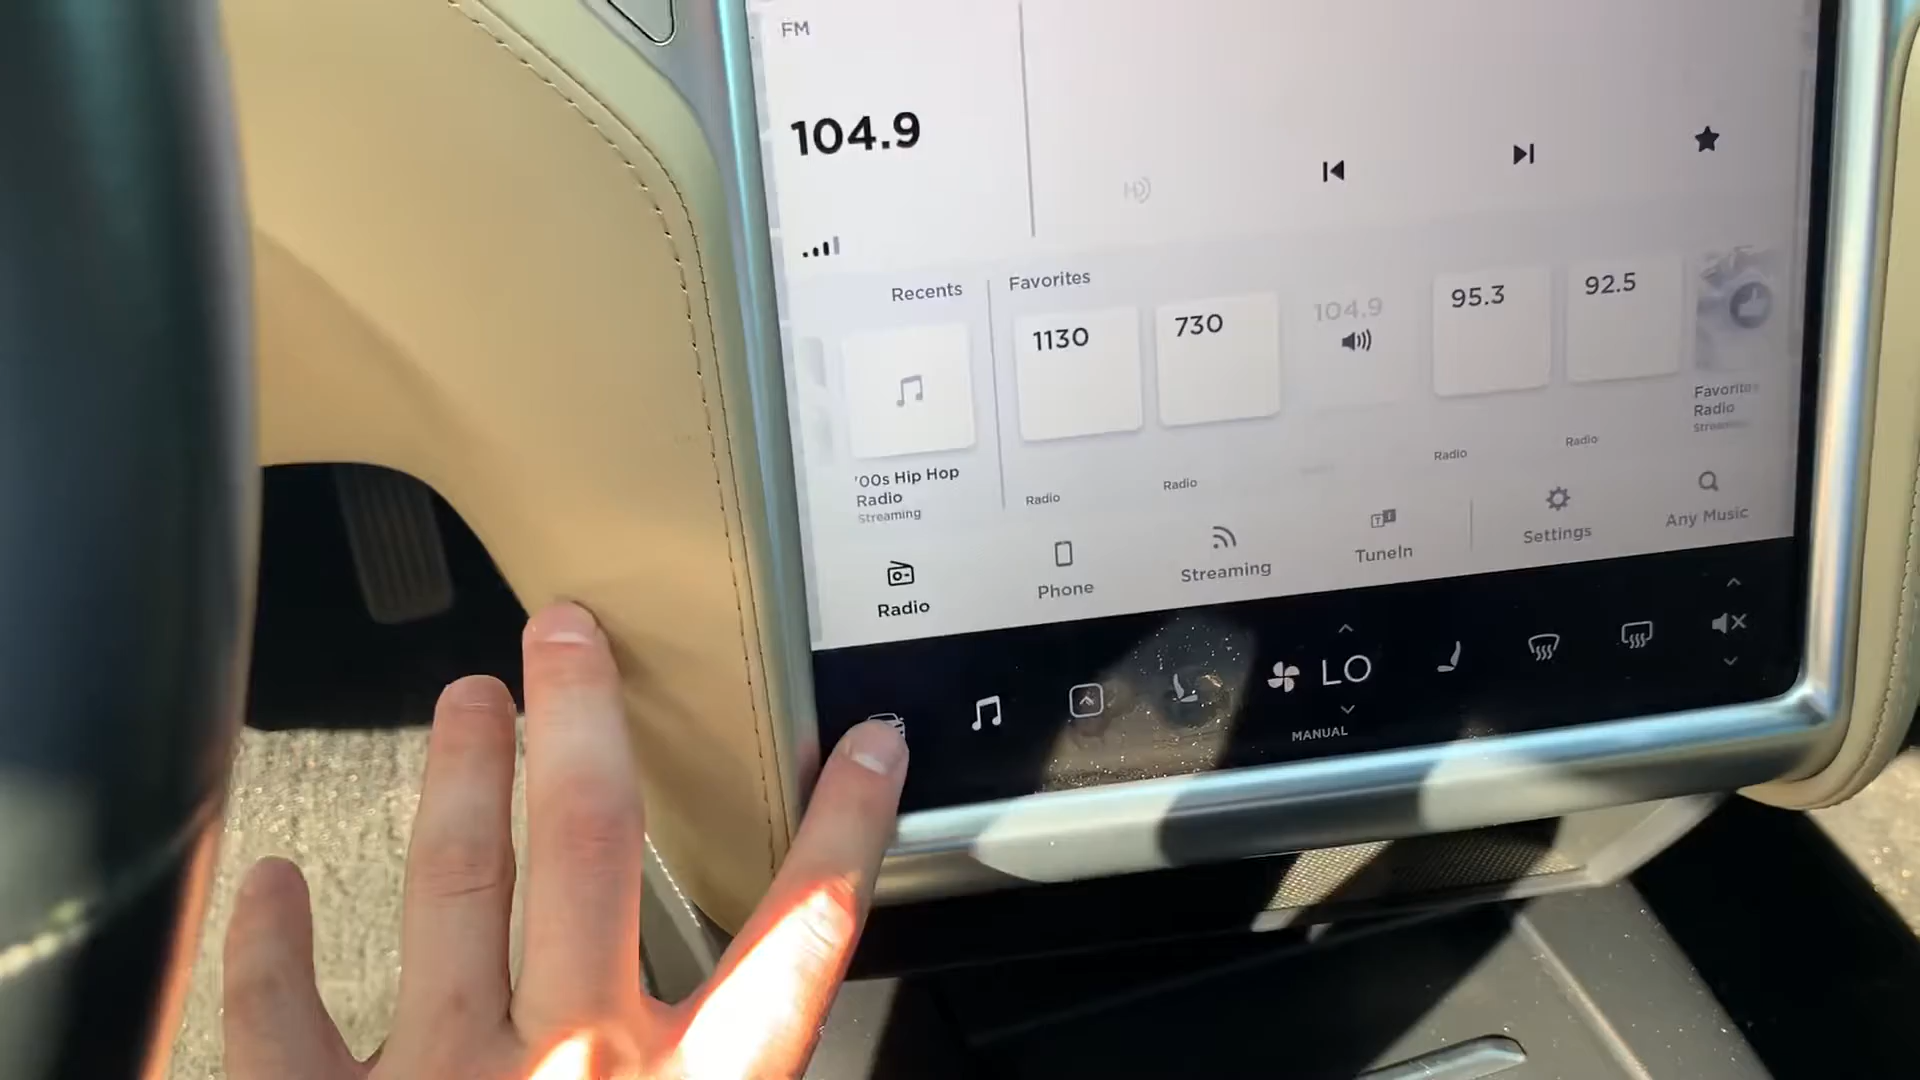 FM
104.9
HD
Recents
Favorites
1130
730
104.9
95.3
92.5
'00s Hip Hop
Radio
Streaming
Radio
Radio
Radio
Radio
Favorites
Radio
Streaming
Radio
Phone
Streaming
TuneIn
Settings
Any Music
LO
MANUAL